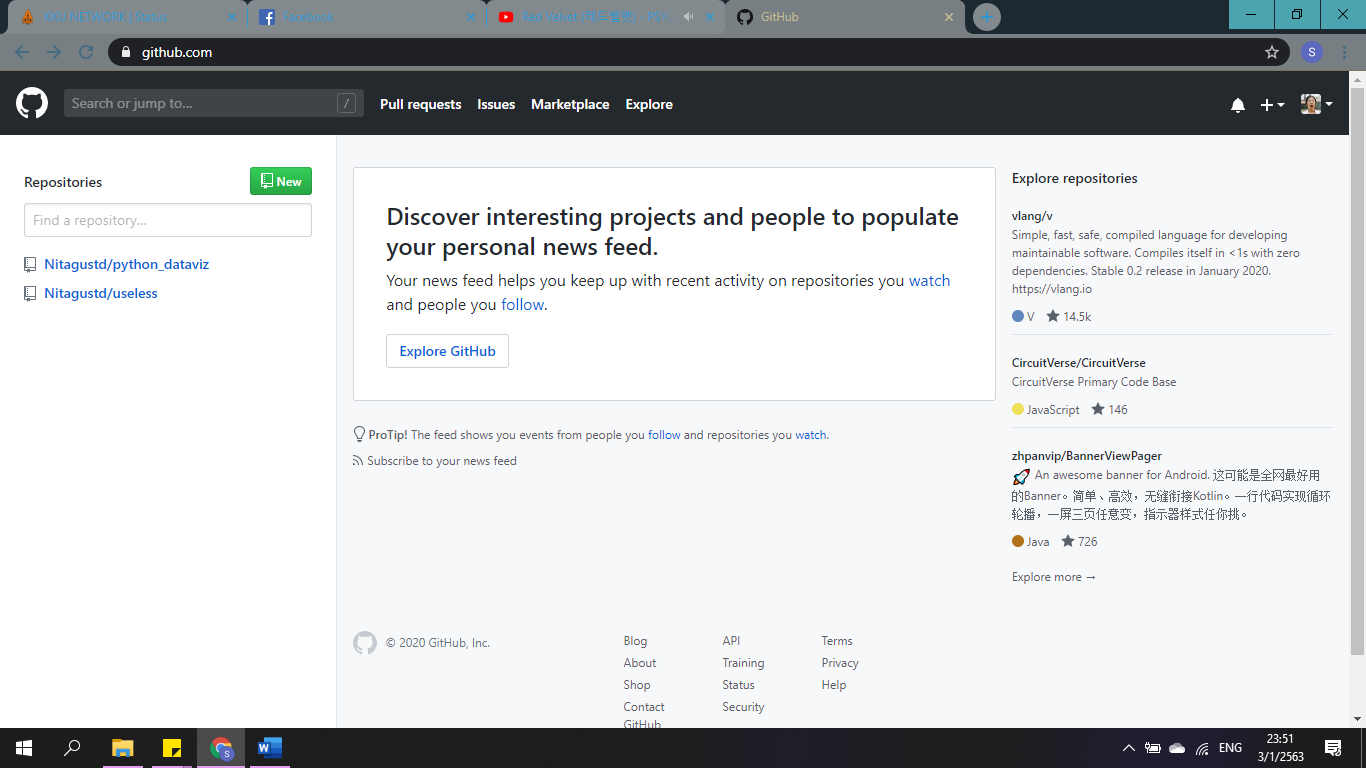 KKU NETWORK | Status
Facebook
Red Velvet
GitHub
github.com
S
Search or jump to...
/
Pull requests
Issues
Marketplace
Explore
Repositories
New
Find a repository...
Nitagustd/python_dataviz
Nitagustd/useless
Discover interesting projects and people to populate
your personal news feed.
Your news feed helps you keep up with recent activity on repositories you watch
and people you follow.
Explore GitHub
ProTip! The feed shows you events from people you follow and repositories you watch.
Subscribe to your news feed
Explore repositories
vlang/v
Simple, fast, safe, compiled language for developing
maintainable software. Compiles itself in <1s with zero
dependencies. Stable 0.2 release in January 2020.
https://vlang.io
V 14.5k
CircuitVerse/CircuitVerse
CircuitVerse Primary Code Base
JavaScript 146
zhpanvip/BannerViewPager
An awesome banner for Android. 这可能是全网最好用
的Banner。简单、高效，无缝衔接Kotlin。一行代码实现循环
轮播，一屏三页任意变，指示器样式任你挑。
Java 726
Explore more →
© 2020 GitHub, Inc.
Blog
About
Shop
Contact
GitHub
API
Training
Status
Security
Terms
Privacy
Help
S
W
ENG
23:51
3/1/2563